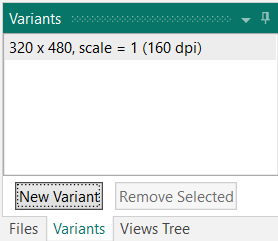 Variants
320 x 480, scale = 1 (160 dpi)
New Variant Remove Selected
Files Variants Views Tree